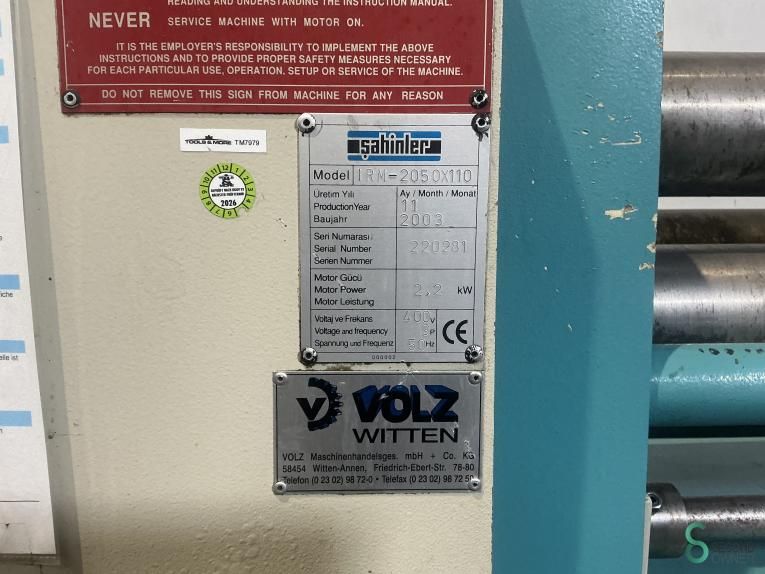 READING AND UNDERSTANDING THE INSTRUCTION MANUAL.
NEVER SERVICE MACHINE WITH MOTOR ON.
IT IS THE EMPLOYER'S RESPONSIBILITY TO IMPLEMENT THE ABOVE
INSTRUCTIONS AND TO PROVIDE PROPER SAFETY MEASURES NECESSARY
FOR EACH PARTICULAR USE, OPERATION. SETUP OR SERVICE OF THE MACHINE.
DO NOT REMOVE THIS SIGN FROM MACHINE FOR ANY REASON
TOOLS & MORE TM7979
2026
şahinler
Model IRM-2050X110
Üretim Yılı Ay / Month / Monat
Production Year 11
Baujahr 2003
Seri Numarası
Serial Number 220281
Serien Nummer
Motor Gücü
Motor Power 2,2 kW
Motor Leistung
Voltaj ve Frekans 400V
Voltage and frequency P
Spannung und Frequenz 50Hz
CE
000002
V VOLZ
WITTEN
VOLZ Maschinenhandelsges. mbH + Co. KG
58454 Witten-Annen, Friedrich-Ebert-Str. 78-80
Telefon (0 23 02) 98 72-0 • Telefax (0 23 02) 98 72 50
SECOND
OWNER